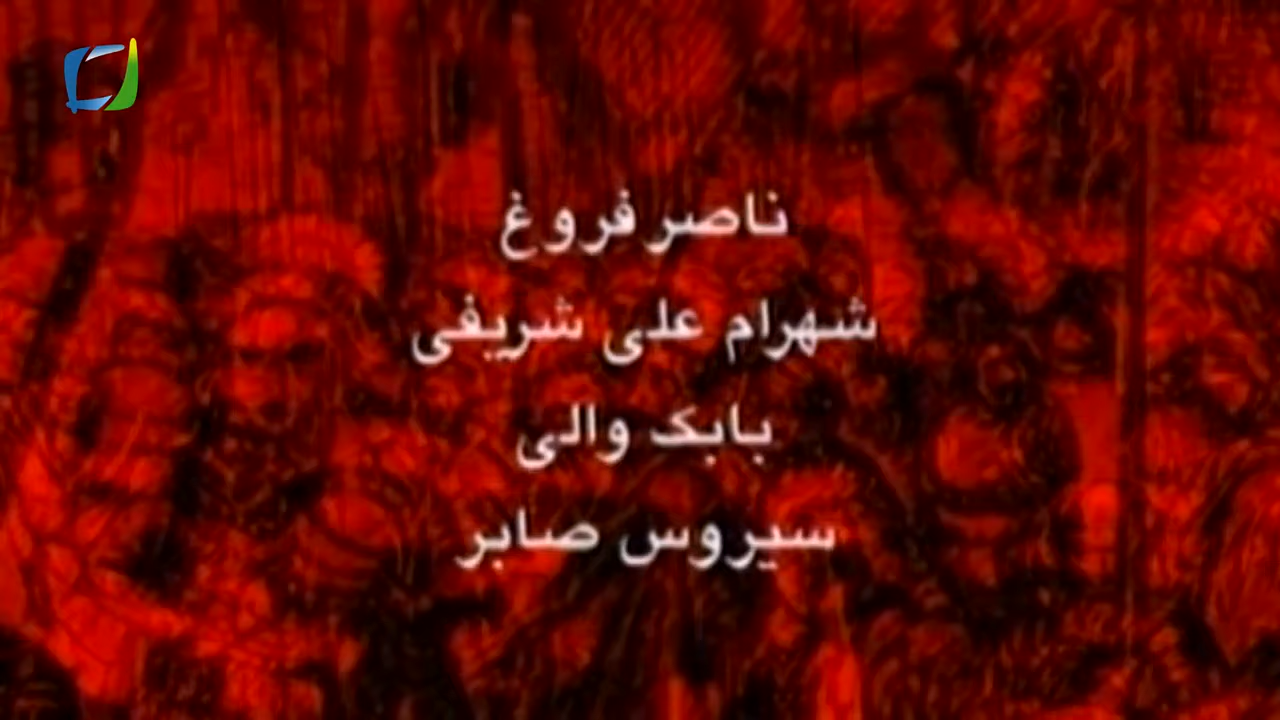 ناصر فروغ
شهرام علی شریفی
بابک والی
سیروس صابر